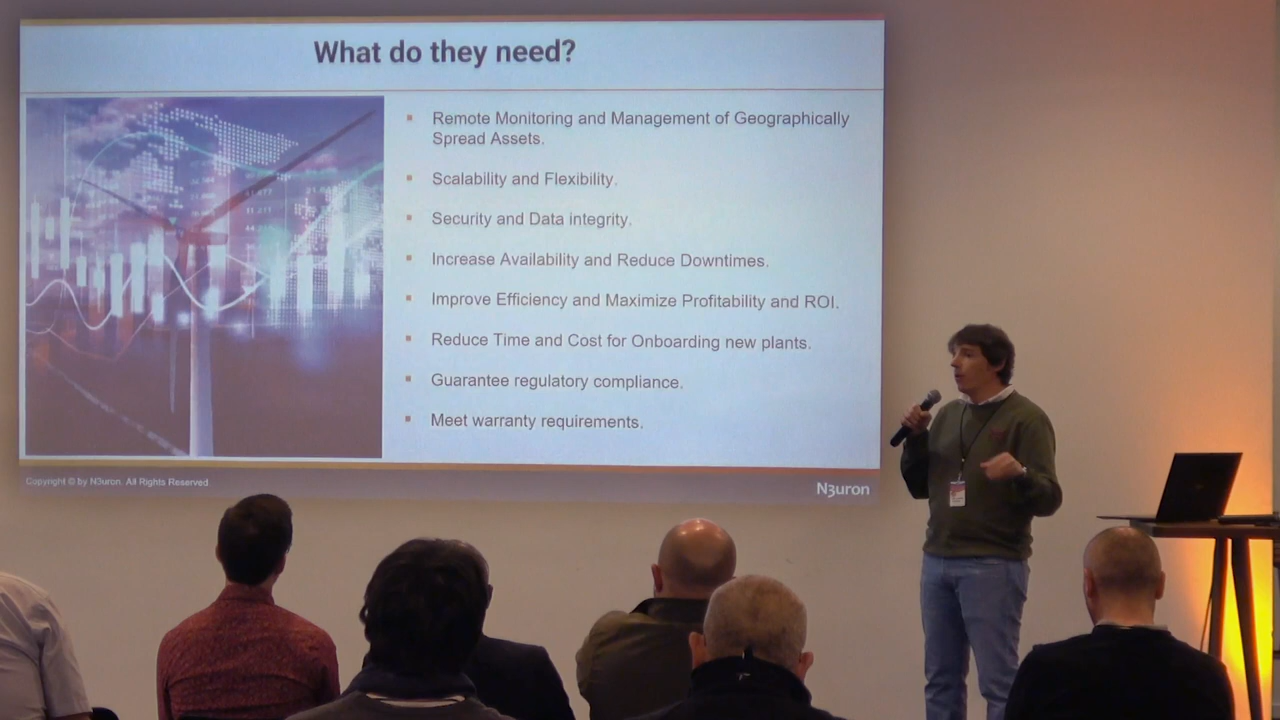 What do they need?
▪ Remote Monitoring and Management of Geographically
Spread Assets.
▪ Scalability and Flexibility.
▪ Security and Data integrity.
▪ Increase Availability and Reduce Downtimes.
▪ Improve Efficiency and Maximize Profitability and ROI.
▪ Reduce Time and Cost for Onboarding new plants.
▪ Guarantee regulatory compliance.
▪ Meet warranty requirements.
Copyright © by N3uron. All Rights Reserved
N3uron